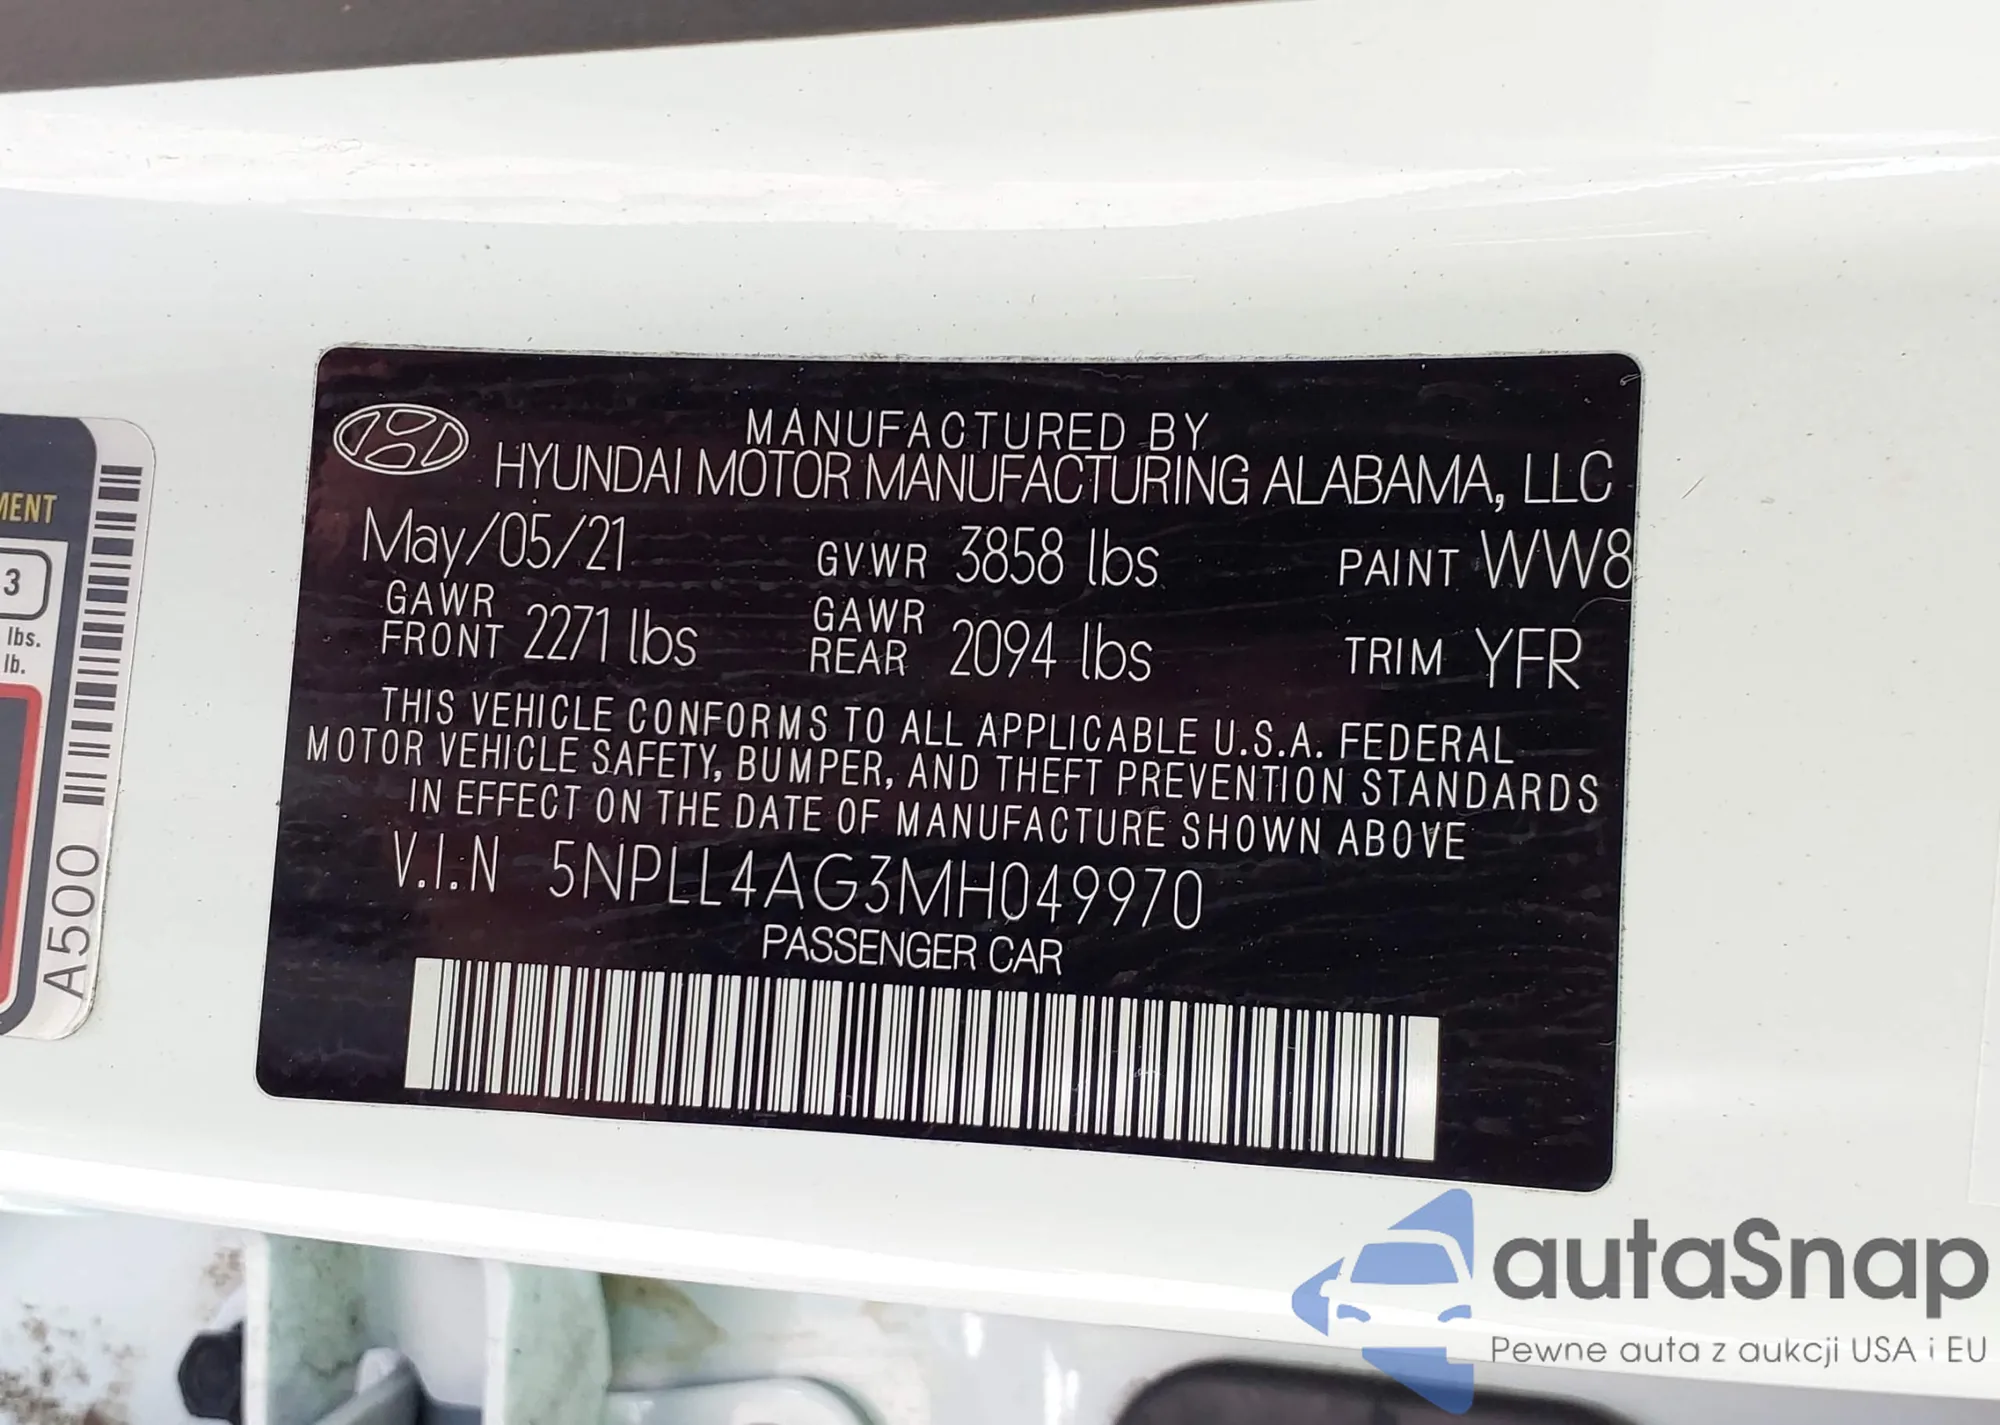 MANUFACTURED BY
HYUNDAI MOTOR MANUFACTURING ALABAMA, LLC
May/05/21 GVWR 3858 lbs PAINT WW8
GAWR FRONT 2271 lbs GAWR REAR 2094 lbs TRIM YFR
THIS VEHICLE CONFORMS TO ALL APPLICABLE U.S.A. FEDERAL
MOTOR VEHICLE SAFETY, BUMPER, AND THEFT PREVENTION STANDARDS
IN EFFECT ON THE DATE OF MANUFACTURE SHOWN ABOVE
V.I.N 5NPLL4AG3MH049970
PASSENGER CAR
MENT
3
lbs.
lb.
A500
autaSnap
Pewne auta z aukcji USA i EU